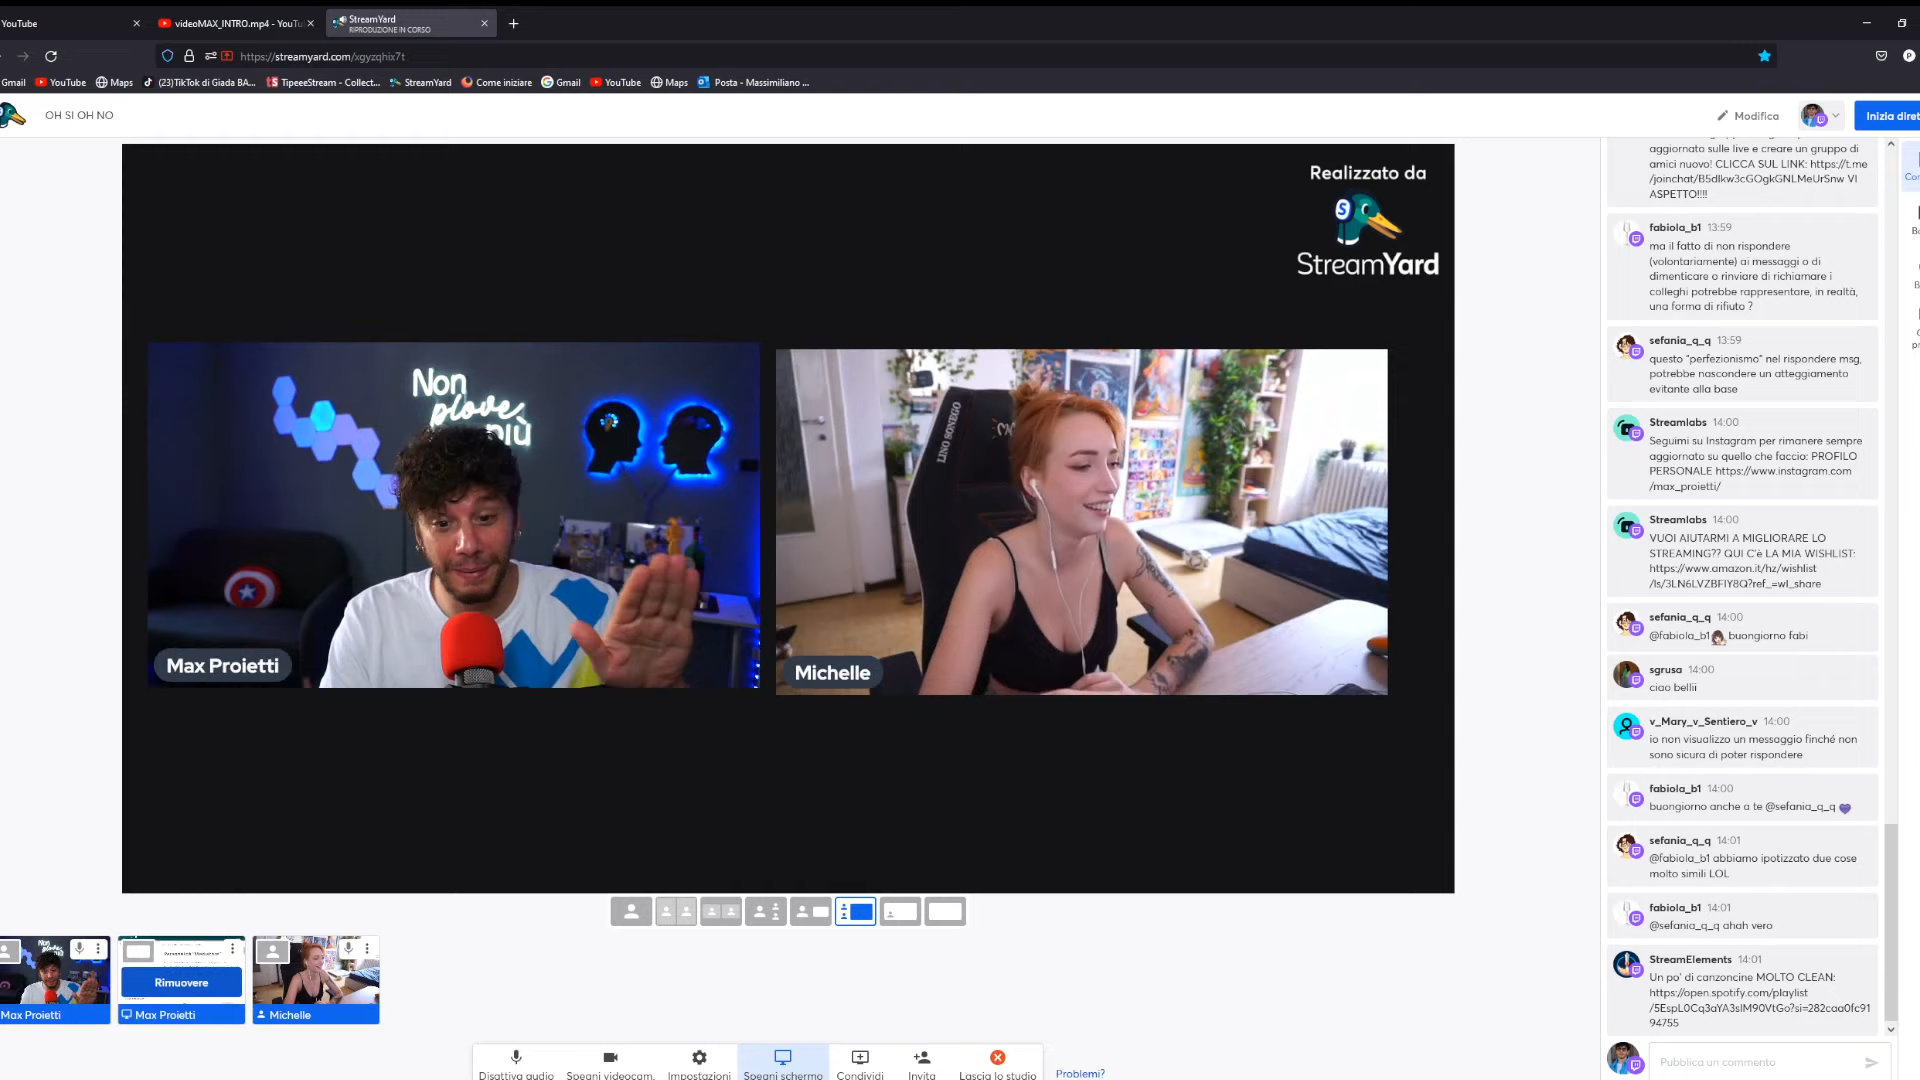 YouTube
videoMAX_INTRO.mp4 - YouTu
StreamYard
RIPRODUZIONE IN CORSO
https://streamyard.com/xgyzqhix7t
Gmail
YouTube
Maps
(23)TikTok di Giada BA...
TipeeeStream - Collect...
StreamYard
Come iniziare
Gmail
YouTube
Maps
Posta - Massimiliano ...
OH SI OH NO
Modifica
Inizia diret
Realizzato da
StreamYard
Non
plove
più
LINO SONEGO
Max Proietti
Michelle
aggiornato sulle live e creare un gruppo di
amici nuovo! CLICCA SUL LINK: https://t.me
/joinchat/B5dIkw3cGOgkGNLMeUrSnw VI
ASPETTO!!!!
fabiola_b1 13:59
ma il fatto di non rispondere
(volontariamente) ai messaggi o di
dimenticare o rinviare di richiamare i
colleghi potrebbe rappresentare, in realtà,
una forma di rifiuto ?
sefania_q_q 13:59
questo "perfezionismo" nel rispondere msg,
potrebbe nascondere un atteggiamento
evitante alla base
Streamlabs 14:00
Seguimi su Instagram per rimanere sempre
aggiornato su quello che faccio: PROFILO
PERSONALE https://www.instagram.com
/max_proietti/
Streamlabs 14:00
VUOI AIUTARMI A MIGLIORARE LO
STREAMING?? QUI C'è LA MIA WISHLIST:
https://www.amazon.it/hz/wishlist
/ls/3LN6LVZBFIY8Q?ref_=wl_share
sefania_q_q 14:00
@fabiola_b1 buongiorno fabi
sgrusa 14:00
ciao bellii
v_Mary_v_Sentiero_v 14:00
io non visualizzo un messaggio finché non
sono sicura di poter rispondere
fabiola_b1 14:00
buongiorno anche a te @sefania_q_q 💜
sefania_q_q 14:01
@fabiola_b1 abbiamo ipotizzato due cose
molto simili LOL
fabiola_b1 14:01
@sefania_q_q ahah vero
StreamElements 14:01
Un po' di canzoncine MOLTO CLEAN:
https://open.spotify.com/playlist
/5EspL0Cq3aYA3sIM90VtGo?si=282caa0fc91
94755
Pubblica un commento
Rimuovere
Max Proietti
Max Proietti
Michelle
Disattiva audio
Spegni videocam.
Impostazioni
Spegni schermo
Condividi
Invita
Lascia lo studio
Problemi?